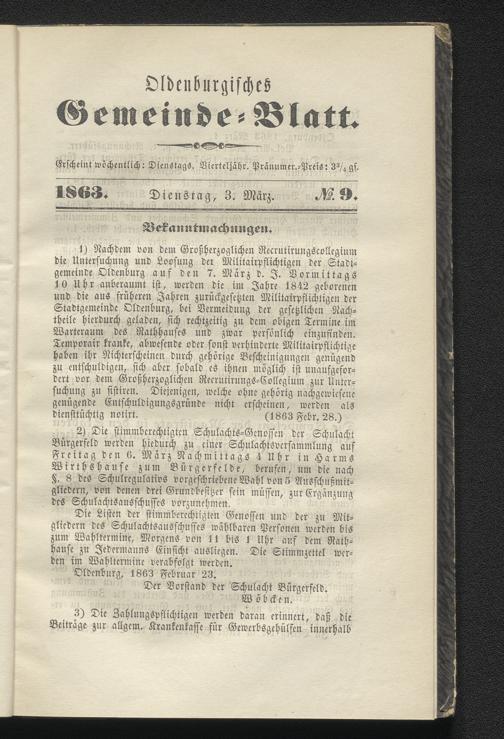 Oldenburgisches
Gemeinde-Blatt.
Erscheint wöchentlich: Dienstags. Vierteljähr. Pränumer.-Preis: 3¾ gs.
1863. Dienstag, 3. März. № 9.
Bekanntmachungen.
1) Nachdem von dem Großherzoglichen Recrutirungscollegium
die Untersuchung und Loosung der Militairpflichtigen der Stadt-
gemeinde Oldenburg auf den 7. März d. J. Vormittags
10 Uhr anberaumt ist, werden die im Jahre 1842 geborenen
und die aus früheren Jahren zurückgesetzten Militairpflichtigen der
Stadtgemeinde Oldenburg, bei Vermeidung der gesetzlichen Nach-
theile hierdurch geladen, sich rechtzeitig zu dem obigen Termine im
Warteraum des Rathhauses und zwar persönlich einzufinden.
Temporair kranke, abwesende oder sonst verhinderte Militairpflichtige
haben ihr Nichterscheinen durch gehörige Bescheinigungen genügend
zu entschuldigen, sich aber sobald es ihnen möglich ist unaufgefor-
dert vor dem Großherzoglichen Recrutirungs-Collegium zur Unter-
suchung zu sistiren. Diejenigen, welche ohne gehörig nachgewiesene
genügende Entschuldigungsgründe nicht erscheinen, werden als
diensttüchtig notirt. (1863 Febr. 28.)
2) Die stimmberechtigten Schulachts-Genossen der Schulacht
Bürgerfeld werden hiedurch zu einer Schulachtsversammlung auf
Freitag den 6. März Nachmittags 4 Uhr in Harms
Wirthshause zum Bürgerfelde, berufen, um die nach
§. 8 des Schulregulativs vorgeschriebene Wahl von 5 Ausschußmit-
gliedern, von denen drei Grundbesitzer sein müssen, zur Ergänzung
des Schulachtsausschusses vorzunehmen.
Die Listen der stimmberechtigten Genossen und der zu Mit-
gliedern des Schulachtsausschusses wählbaren Personen werden bis
zum Wahltermine, Morgens von 11 bis 1 Uhr auf dem Rath-
hause zu Jedermanns Einsicht ausliegen. Die Stimmzettel wer-
den im Wahltermine verabfolgt werden.
Oldenburg, 1863 Februar 23.
Der Vorstand der Schulacht Bürgerfeld.
Wöbcken.
3) Die Zahlungspflichtigen werden daran erinnert, daß die
Beiträge zur allgem. Krankenkasse für Gewerbsgehülfen innerhalb